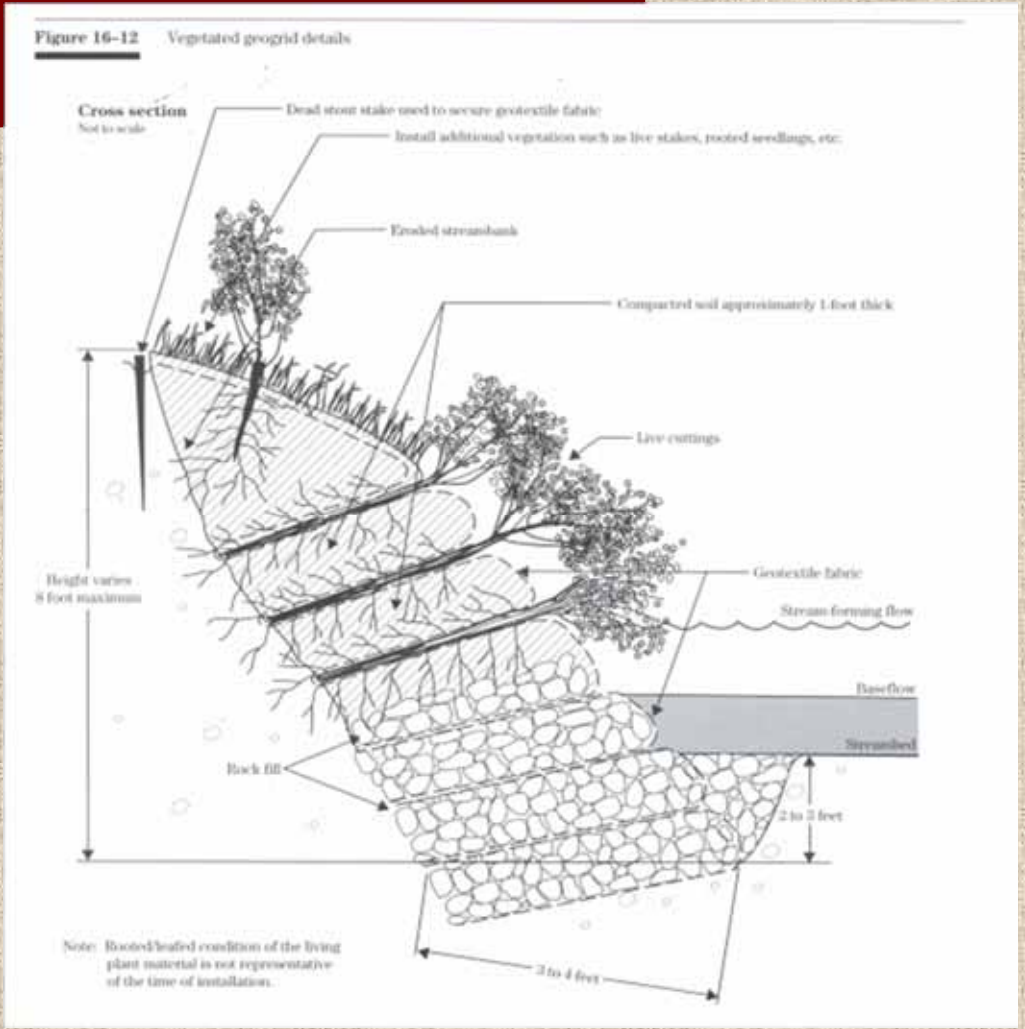 Figure 16–12 Vegetated geogrid details
Cross section
Not to scale
Dead stout stake used to secure geotextile fabric
Install additional vegetation such as live stakes, rooted seedlings, etc.
Eroded streambank
Compacted soil approximately 1-foot thick
Live cuttings
Geotextile fabric
Height varies
8 foot maximum
Stream-forming flow
Baseflow
Streambed
Rock fill
2 to 3 feet
3 to 4 feet
Note: Rooted/leafed condition of the living
plant material is not representative
of the time of installation.